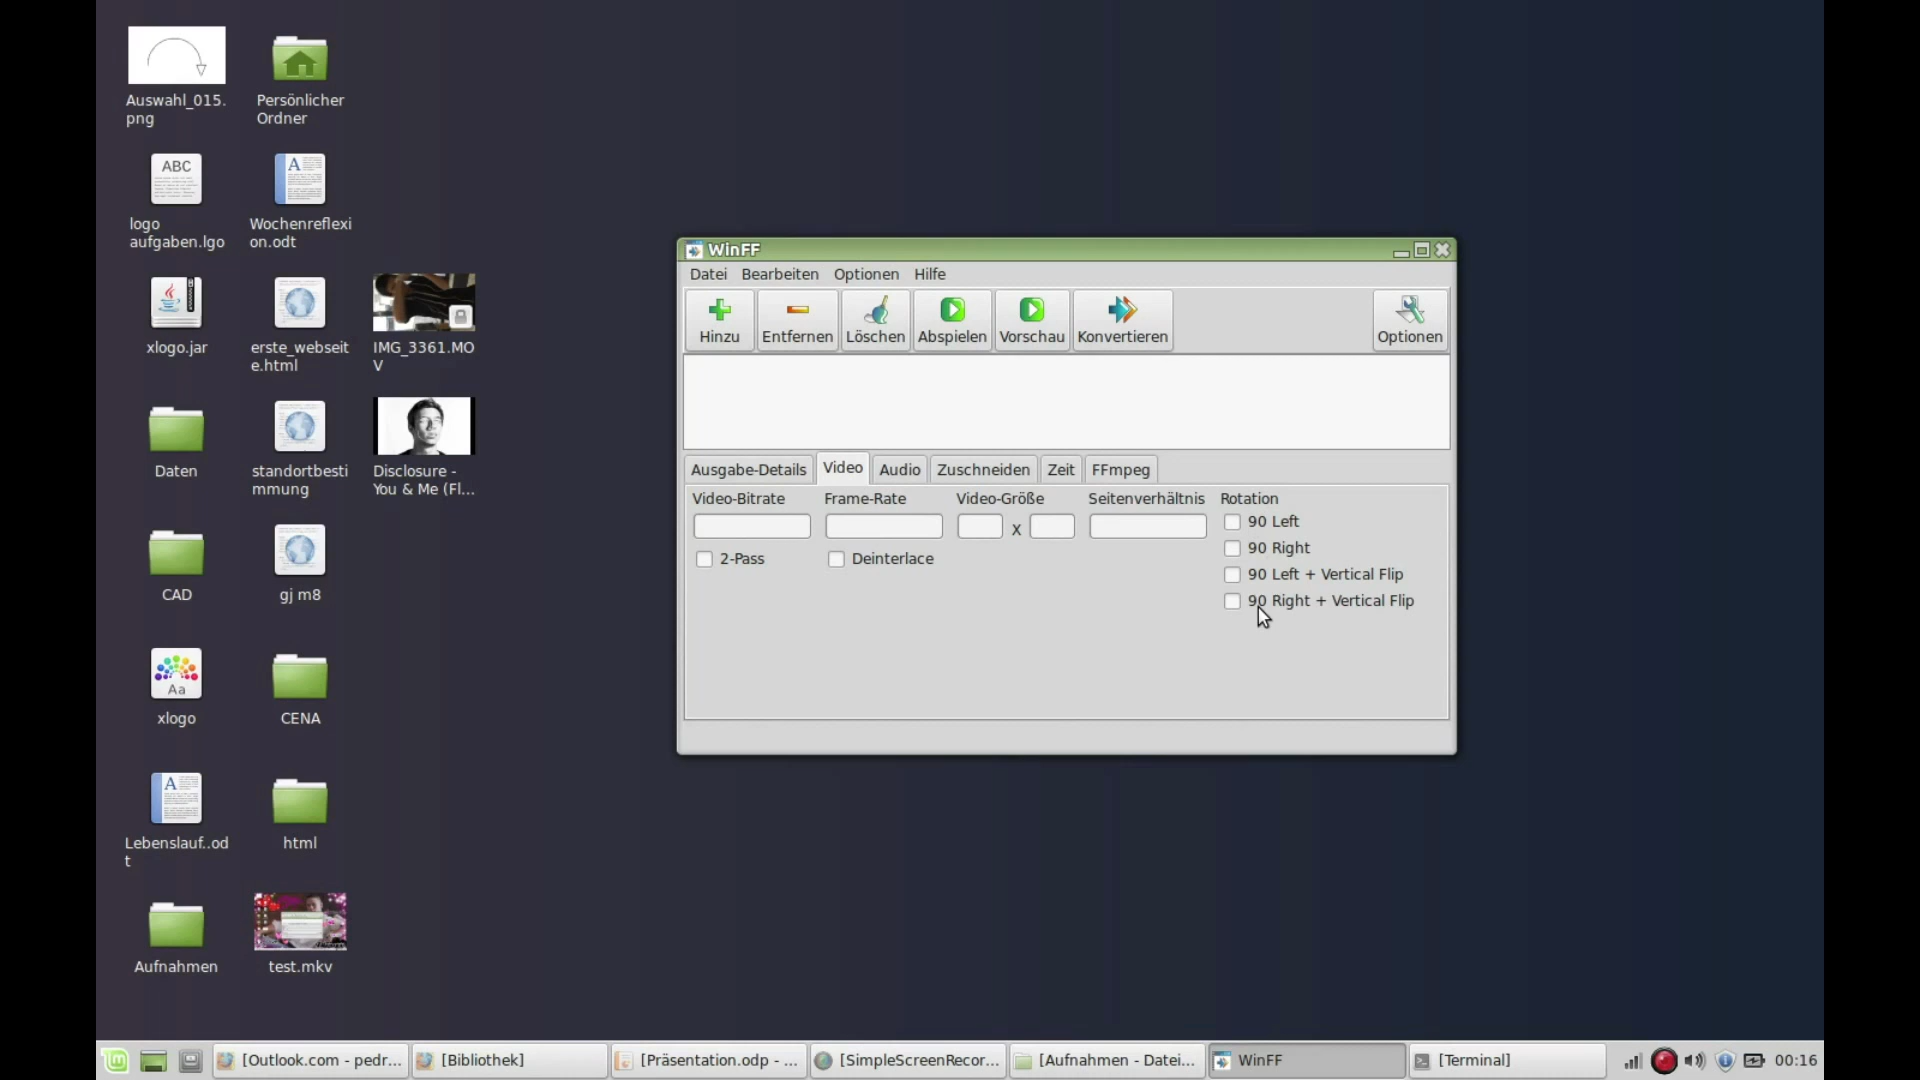 Auswahl_015.
png
Persönlicher
Ordner
ABC
logo
aufgaben.lgo
A
Wochenreflexi
on.odt
xlogo.jar
erste_webseit
e.html
IMG_3361.MO
V
Daten
standortbesti
mmung
Disclosure -
You & Me (Fl...
CAD
gj m8
Aa
xlogo
CENA
A
Lebenslauf..od
t
html
Aufnahmen
test.mkv
WinFF
Datei Bearbeiten Optionen Hilfe
Hinzu Entfernen Löschen Abspielen Vorschau Konvertieren Optionen
Ausgabe-Details Video Audio Zuschneiden Zeit FFmpeg
Video-Bitrate Frame-Rate Video-Größe Seitenverhältnis Rotation
x
90 Left
90 Right
2-Pass Deinterlace
90 Left + Vertical Flip
90 Right + Vertical Flip
[Outlook.com - pedr... [Bibliothek] [Präsentation.odp - ... [SimpleScreenRecor... [Aufnahmen - Datei... WinFF [Terminal] 00:16